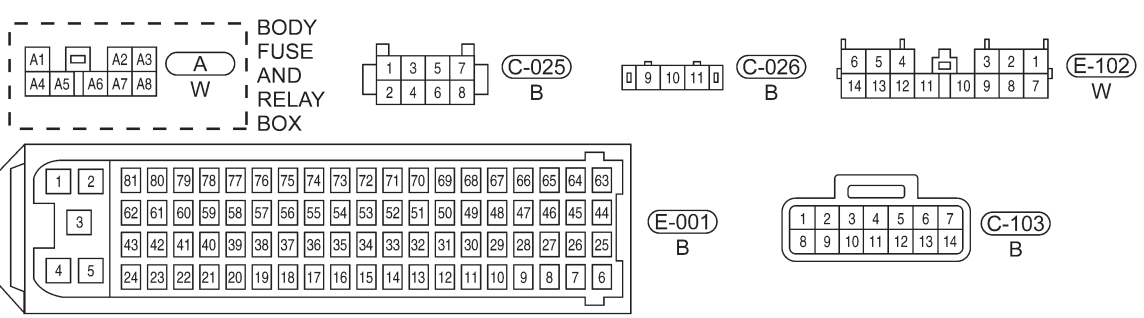 A1 A2 A3
A4 A5 A6 A7 A8
A
W
BODY
FUSE
AND
RELAY
BOX
1 3 5 7
2 4 6 8
C-025
B
9 10 11
C-026
B
6 5 4 3 2 1
14 13 12 11 10 9 8 7
E-102
W
1 2
3
4 5
81 80 79 78 77 76 75 74 73 72 71 70 69 68 67 66 65 64 63
62 61 60 59 58 57 56 55 54 53 52 51 50 49 48 47 46 45 44
43 42 41 40 39 38 37 36 35 34 33 32 31 30 29 28 27 26 25
24 23 22 21 20 19 18 17 16 15 14 13 12 11 10 9 8 7 6
E-001
B
1 2 3 4 5 6 7
8 9 10 11 12 13 14
C-103
B